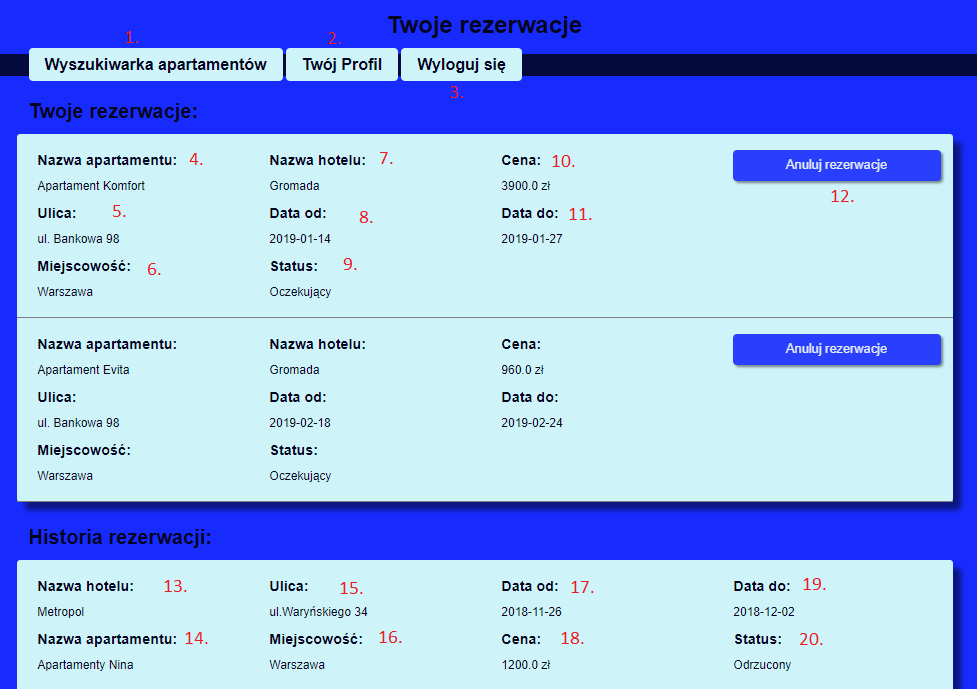 Twoje rezerwacje
1. 2.
Wyszukiwarka apartamentów Twój Profil Wyloguj się
3.
Twoje rezerwacje:
Nazwa apartamentu: 4. Nazwa hotelu: 7. Cena: 10. Anuluj rezerwacje
Apartament Komfort Gromada 3900.0 zł 12.
Ulica: 5. Data od: 8. Data do: 11.
ul. Bankowa 98 2019-01-14 2019-01-27
Miejscowość: 6. Status: 9.
Warszawa Oczekujący
Nazwa apartamentu: Nazwa hotelu: Cena: Anuluj rezerwacje
Apartament Evita Gromada 960.0 zł
Ulica: Data od: Data do:
ul. Bankowa 98 2019-02-18 2019-02-24
Miejscowość: Status:
Warszawa Oczekujący
Historia rezerwacji:
Nazwa hotelu: 13. Ulica: 15. Data od: 17. Data do: 19.
Metropol ul.Waryńskiego 34 2018-11-26 2018-12-02
Nazwa apartamentu: 14. Miejscowość: 16. Cena: 18. Status: 20.
Apartamenty Nina Warszawa 1200.0 zł Odrzucony